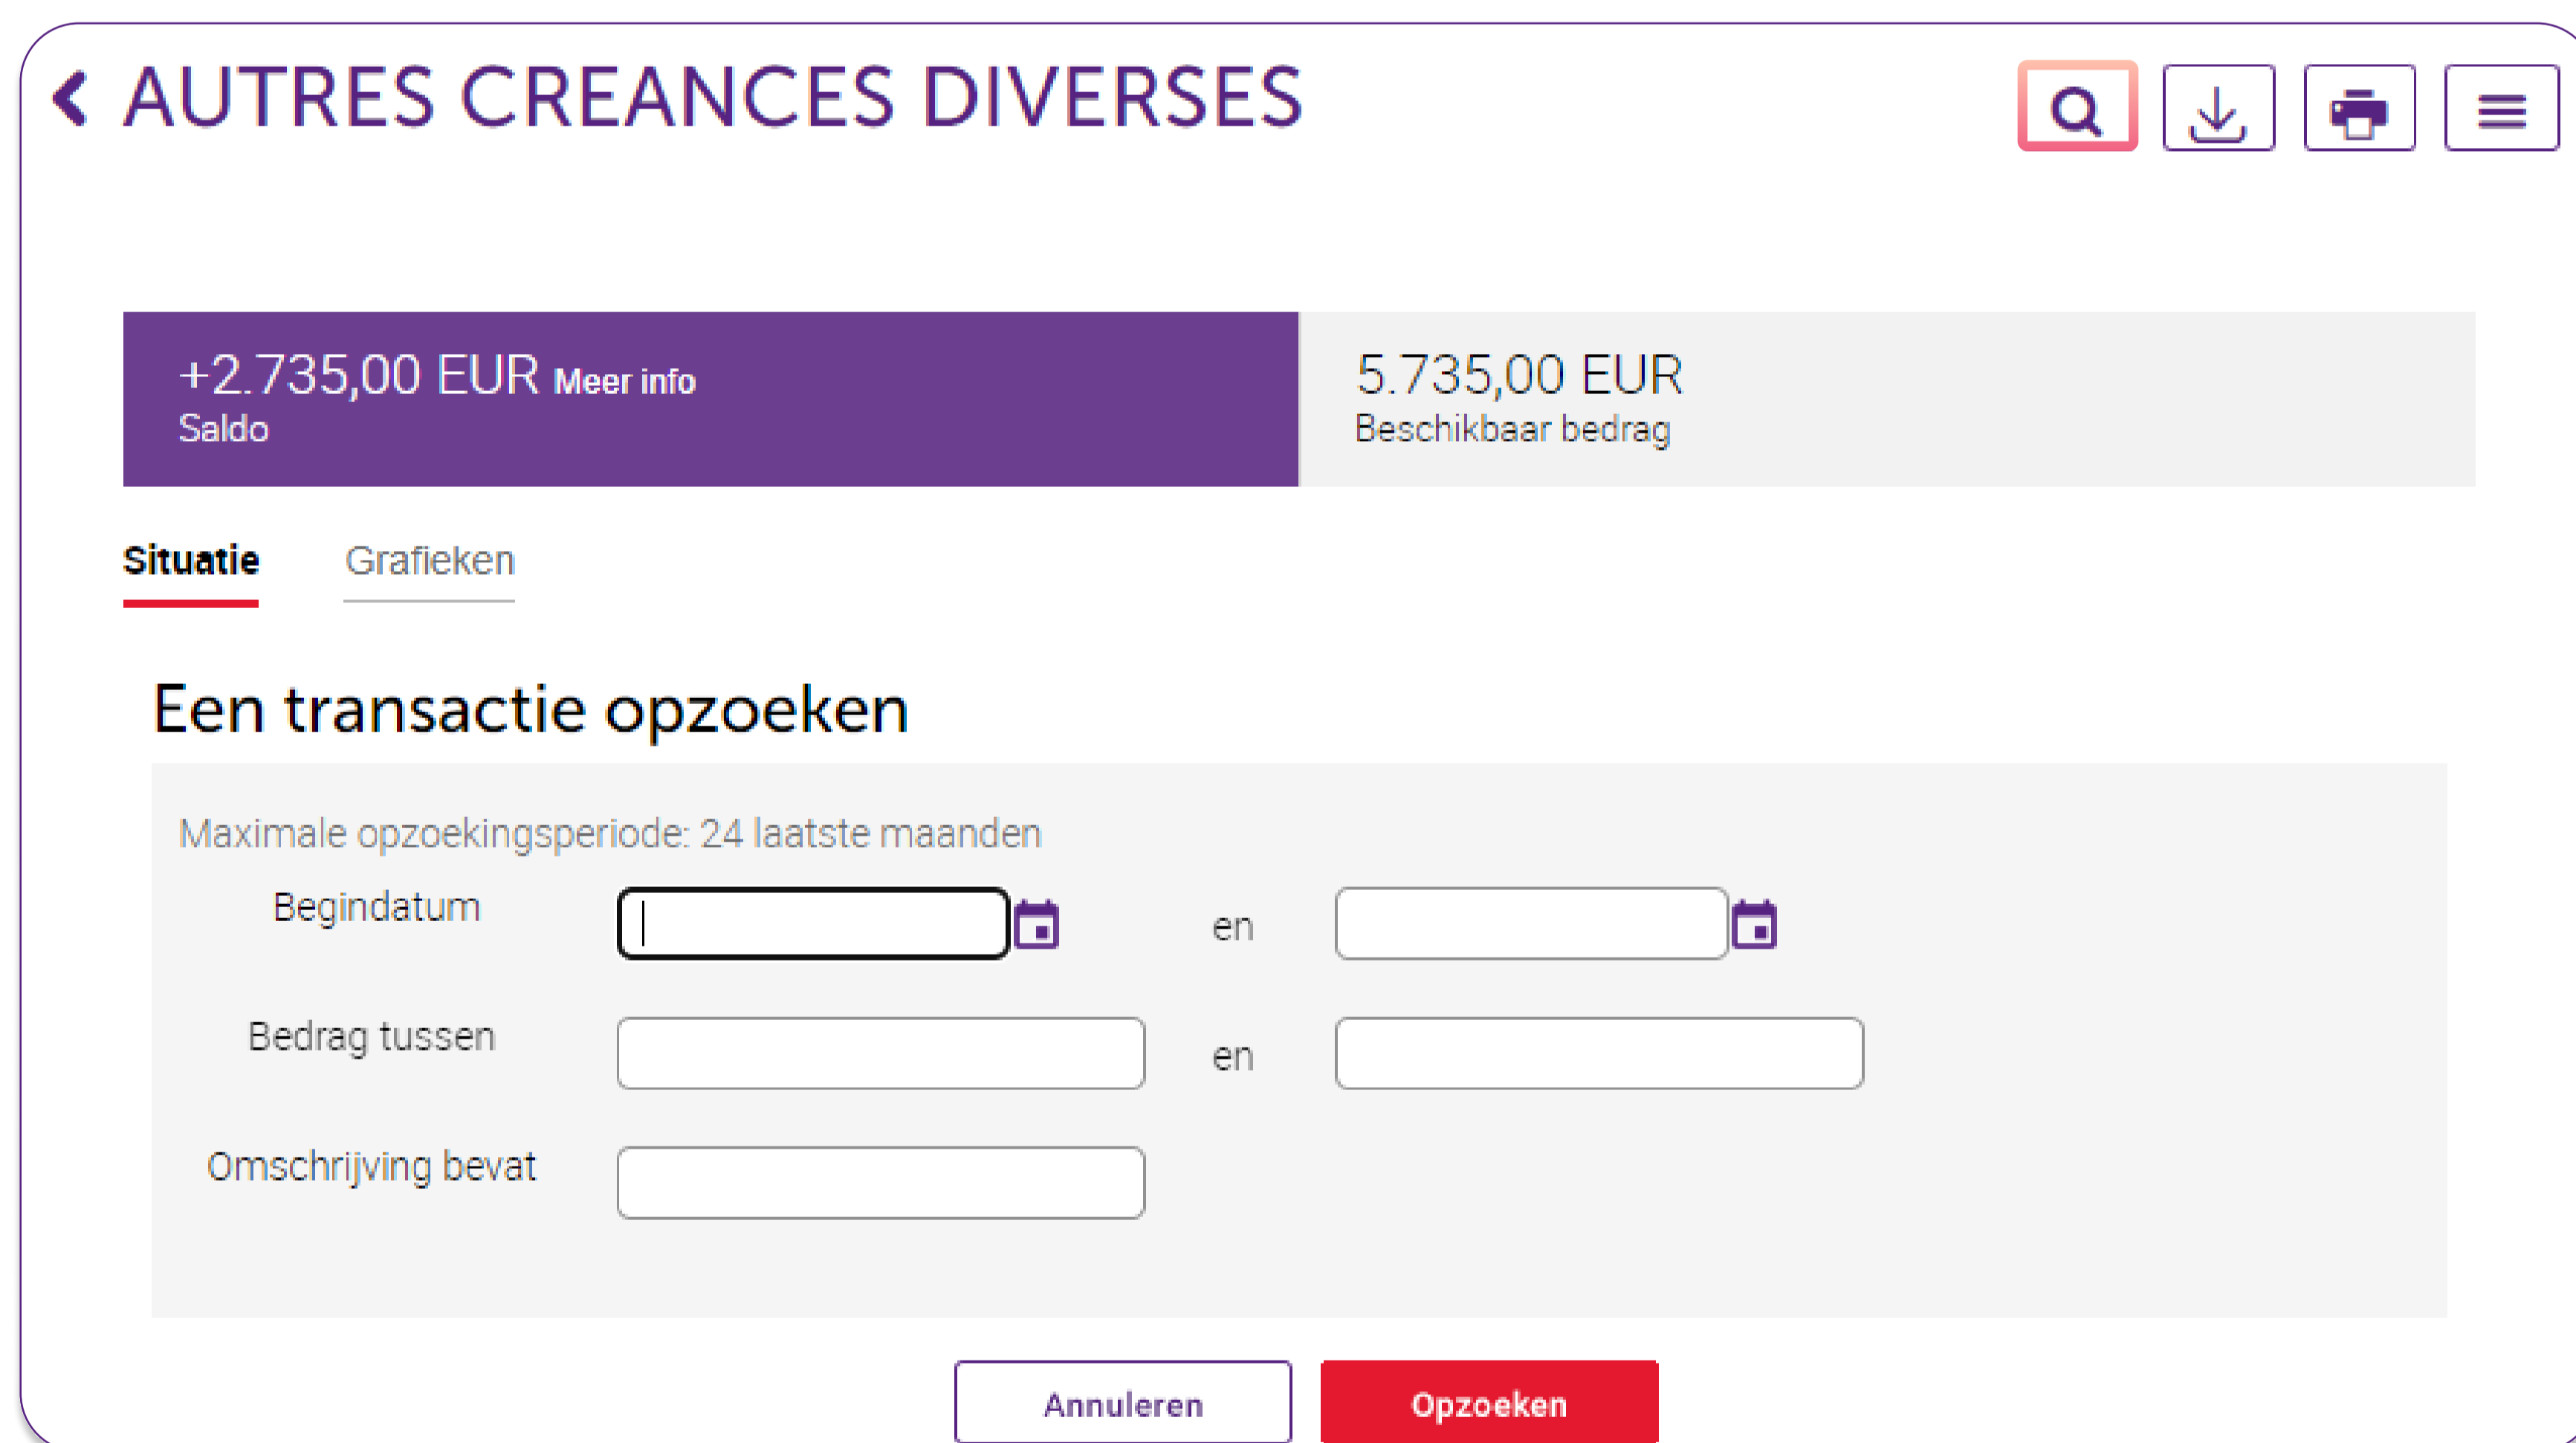 AUTRES CREANCES DIVERSES
+2.735,00 EUR Meer info
Saldo
5.735,00 EUR
Beschikbaar bedrag
Situatie Grafieken
Een transactie opzoeken
Maximale opzoekingsperiode: 24 laatste maanden
Begindatum en
Bedrag tussen en
Omschrijving bevat
Annuleren Opzoeken